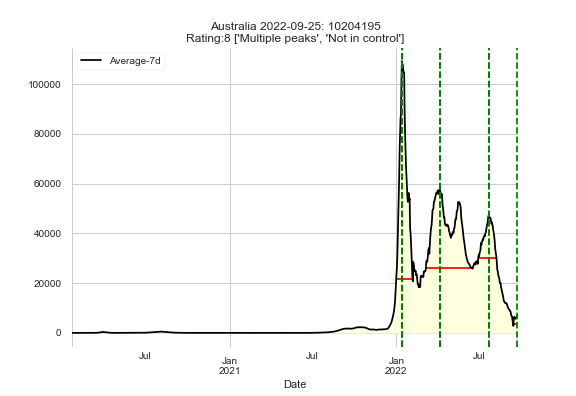 Australia 2022-09-25: 10204195
Rating:8 ['Multiple peaks', 'Not in control']
Average-7d
100000
80000
60000
40000
20000
0
Jul
Jan
2021
Jul
Jan
2022
Jul
Date